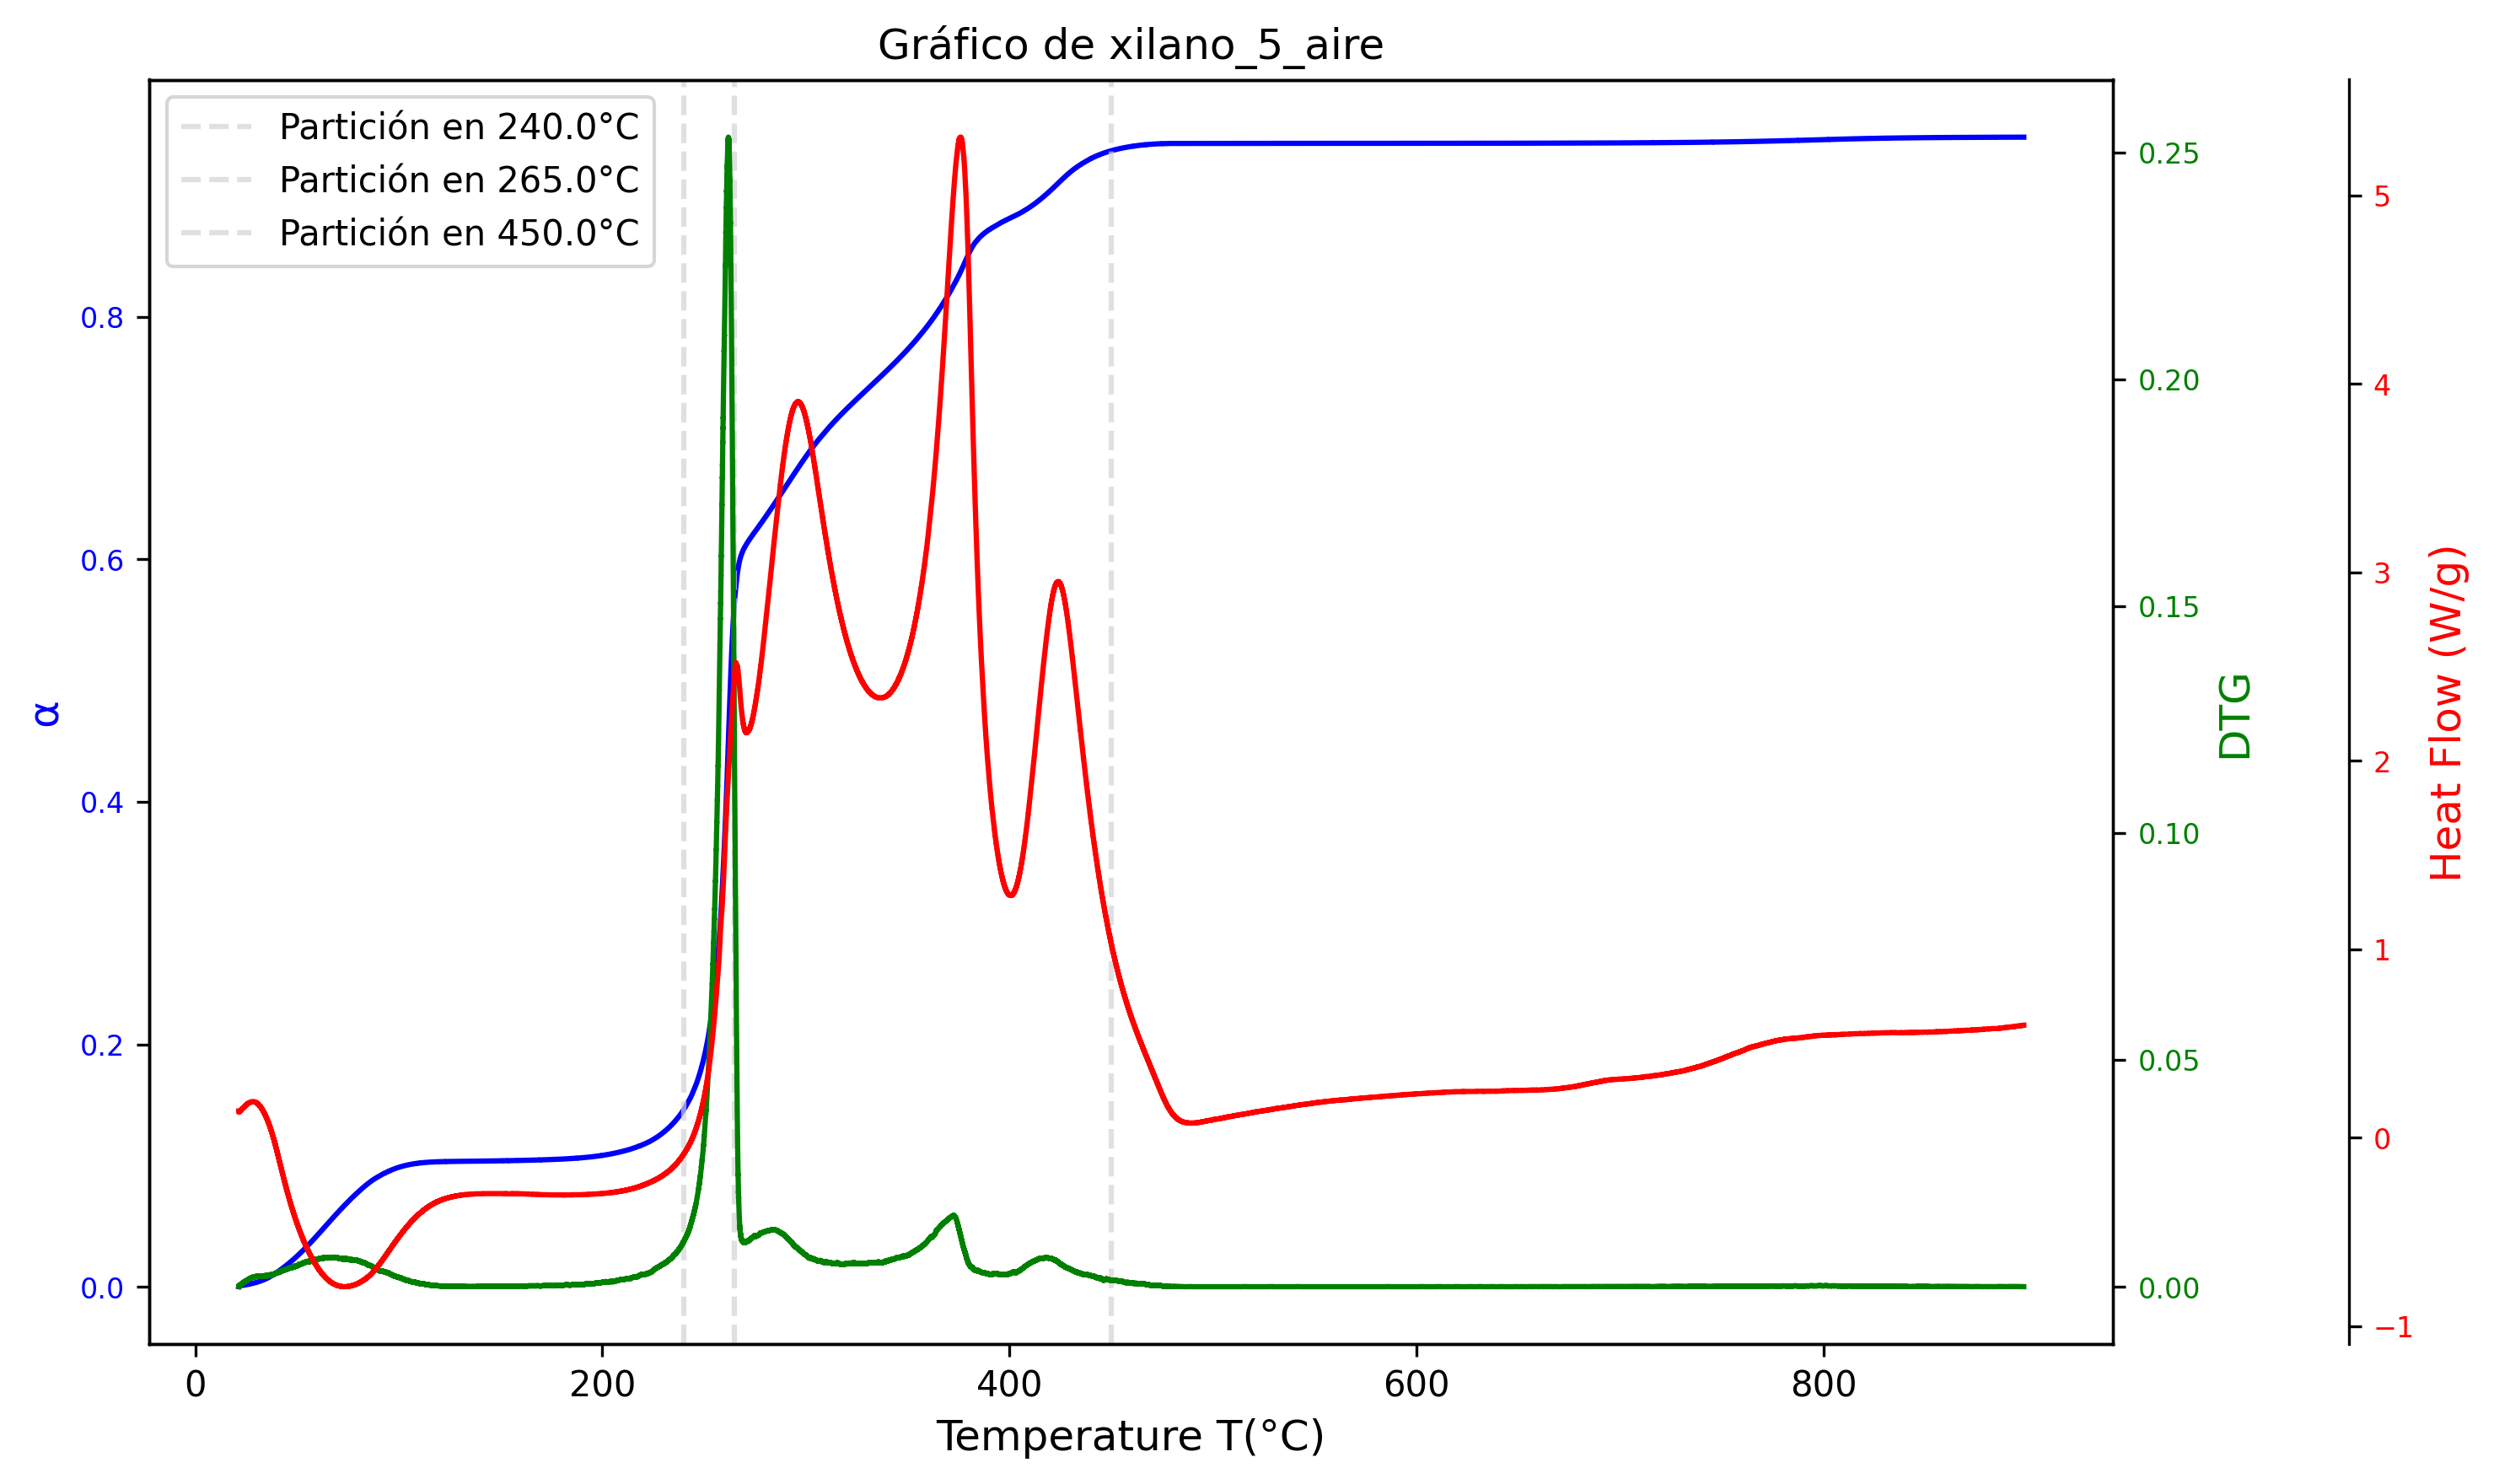 Gráfico de xilano_5_aire
Partición en 240.0°C
Partición en 265.0°C
Partición en 450.0°C
α
0.8
0.6
0.4
0.2
0.0
0
200
400
600
800
Temperature T(°C)
0.25
0.20
0.15
0.10
0.05
0.00
DTG
5
4
3
2
1
0
−1
Heat Flow (W/g)